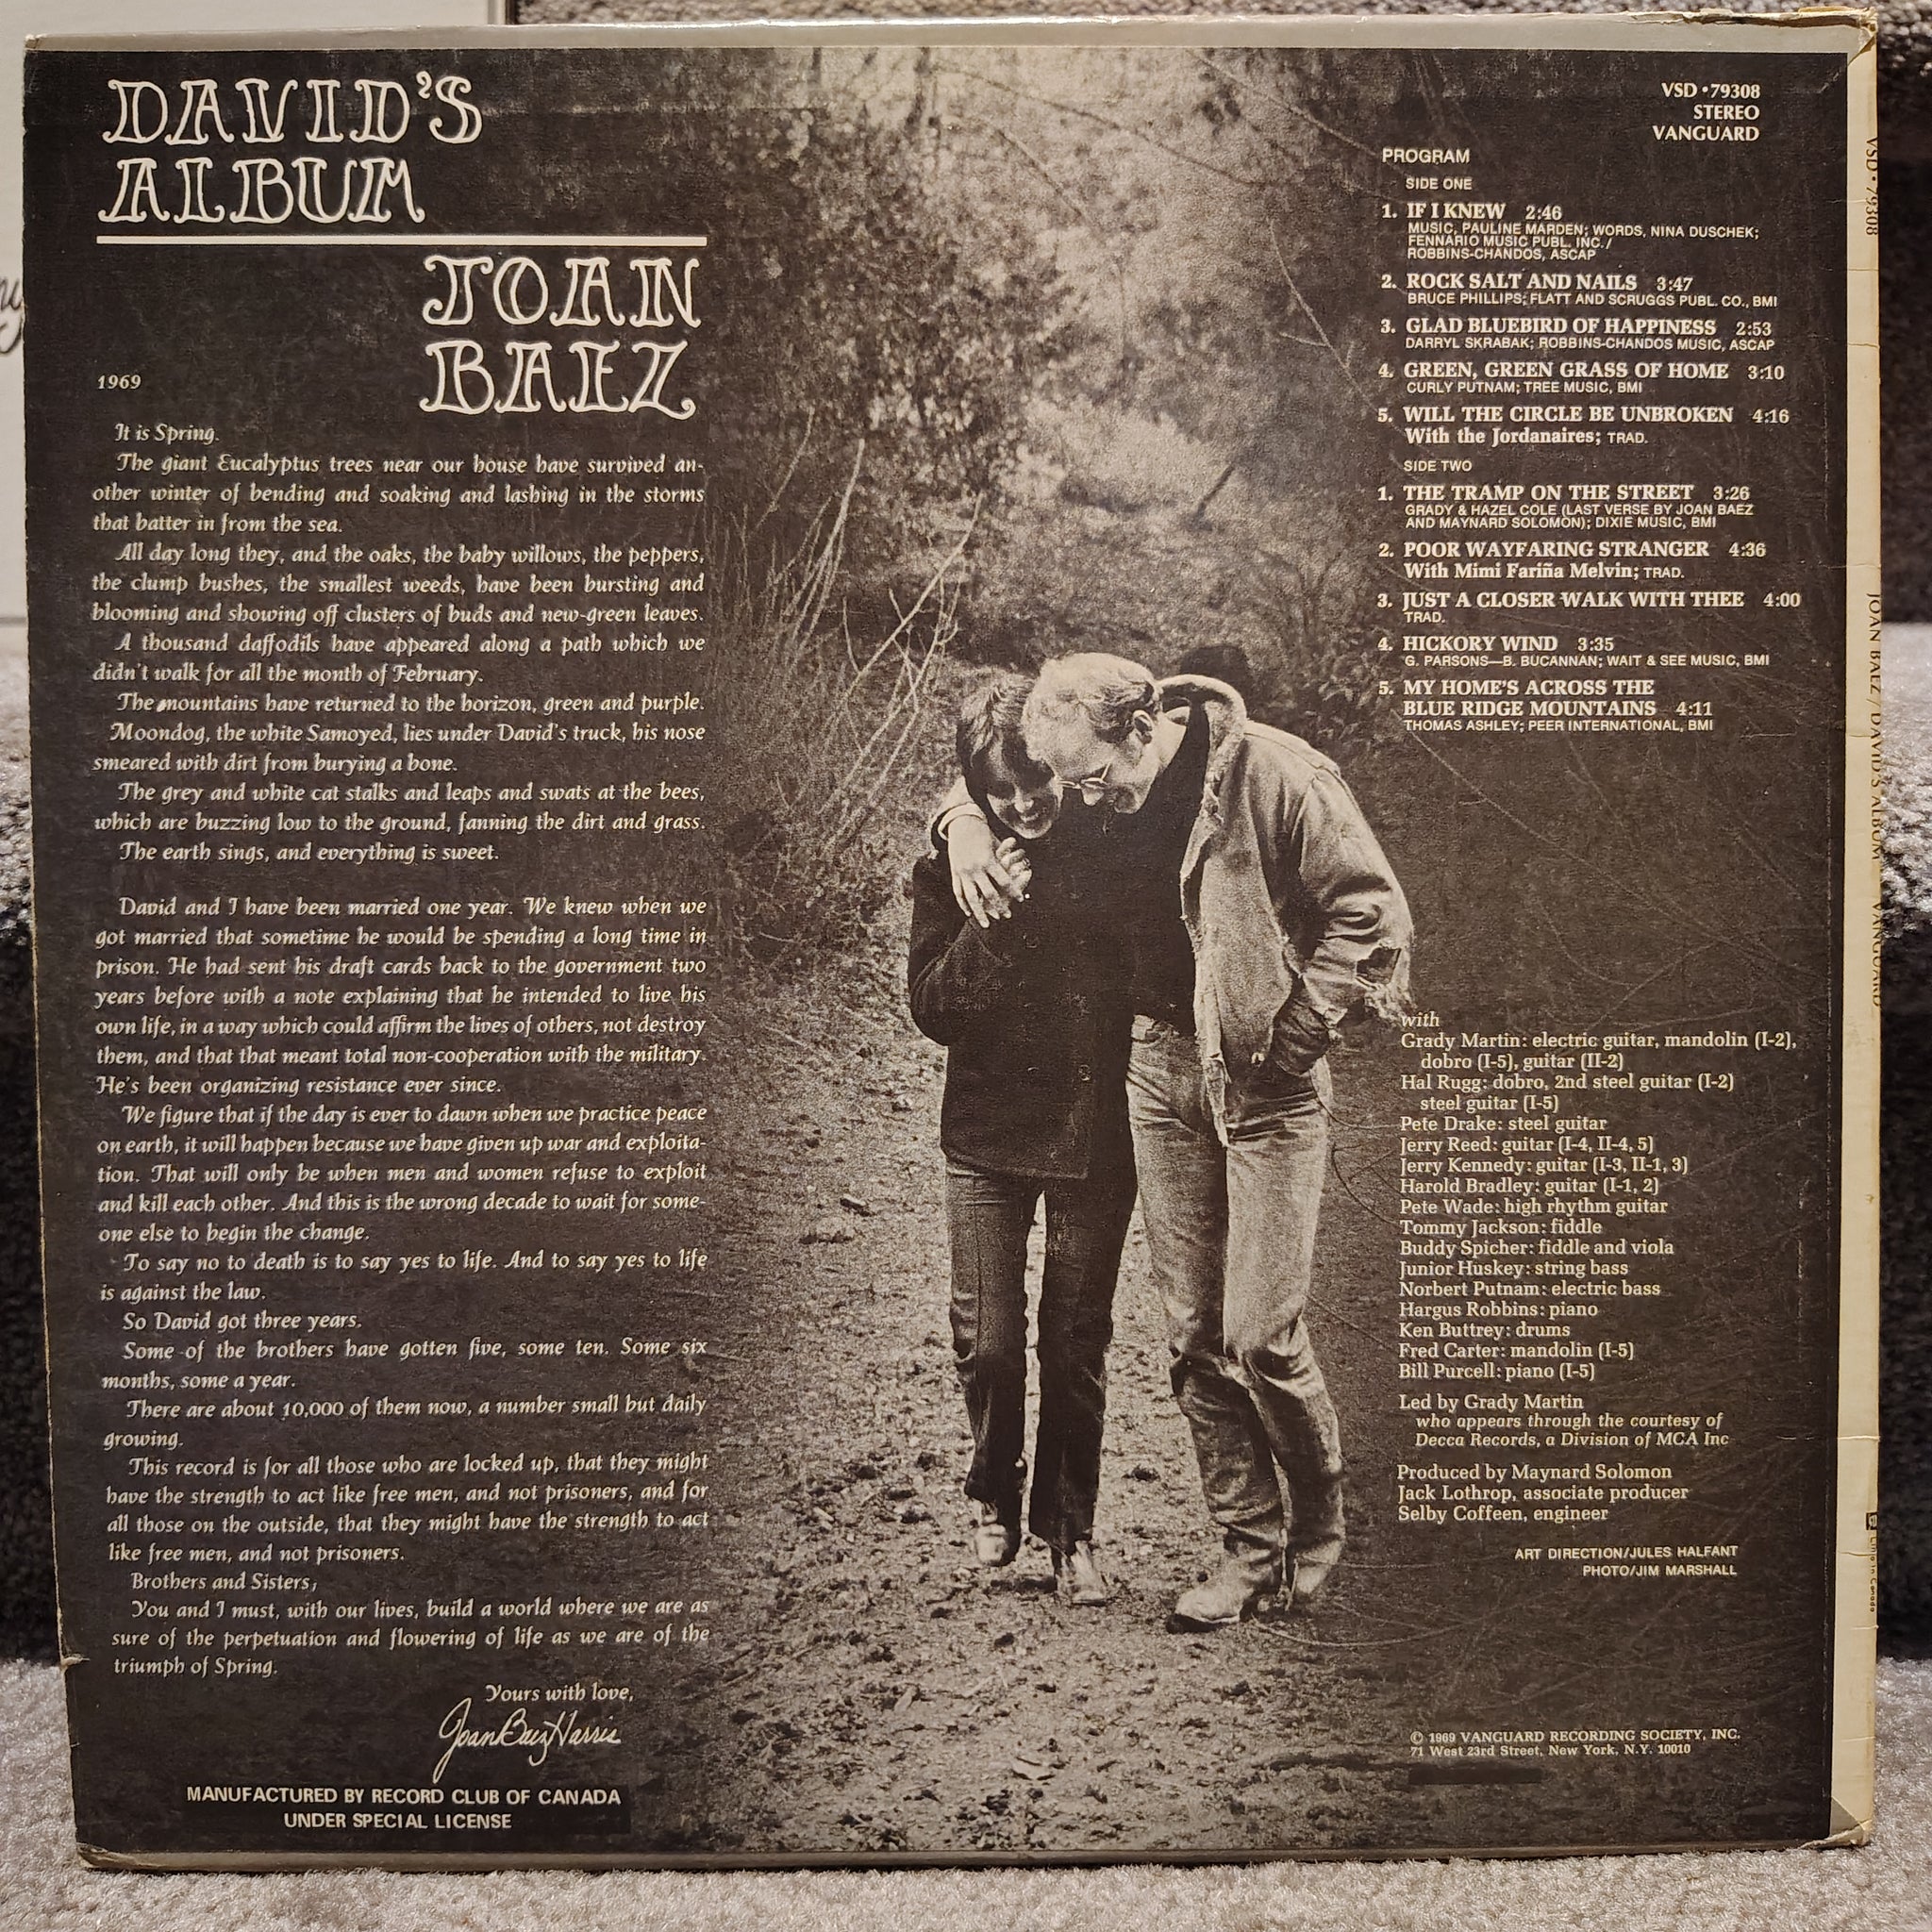 DAVID'S
ALBUM
JOAN
BAEZ
1969
It is Spring.
The giant Eucalyptus trees near our house have survived an-
other winter of bending and soaking and lashing in the storms
that batter in from the sea.
All day long they, and the oaks, the baby willows, the peppers,
the clump bushes, the smallest weeds, have been bursting and
blooming and showing off clusters of buds and new-green leaves.
A thousand daffodils have appeared along a path which we
didn't walk for all the month of February.
The mountains have returned to the horizon, green and purple.
Moondog, the white Samoyed, lies under David's truck, his nose
smeared with dirt from burying a bone.
The grey and white cat stalks and leaps and swats at the bees,
which are buzzing low to the ground, fanning the dirt and grass.
The earth sings, and everything is sweet.
David and I have been married one year. We knew when we
got married that sometime he would be spending a long time in
prison. He had sent his draft cards back to the government two
years before with a note explaining that he intended to live his
own life, in a way which could affirm the lives of others, not destroy
them, and that that meant total non-cooperation with the military.
He's been organizing resistance ever since.
We figure that if the day is ever to dawn when we practice peace
on earth, it will happen because we have given up war and exploita-
tion. That will only be when men and women refuse to exploit
and kill each other. And this is the wrong decade to wait for some-
one else to begin the change.
To say no to death is to say yes to life. And to say yes to life
is against the law.
So David got three years.
Some of the brothers have gotten five, some ten. Some six
months, some a year.
There are about 10,000 of them now, a number small but daily
growing.
This record is for all those who are locked up, that they might
have the strength to act like free men, and not prisoners, and for
all those on the outside, that they might have the strength to act
like free men, and not prisoners.
Brothers and Sisters,
You and I must, with our lives, build a world where we are as
sure of the perpetuation and flowering of life as we are of the
triumph of Spring.
Yours with love,
Joan Baez Harris
MANUFACTURED BY RECORD CLUB OF CANADA
UNDER SPECIAL LICENSE
VSD • 79308
STEREO
VANGUARD
PROGRAM
SIDE ONE
1. IF I KNEW 2:46
MUSIC, PAULINE MARDEN; WORDS, NINA DUSCHEK;
FENNARIO MUSIC PUBL. INC./
ROBBINS-CHANDOS, ASCAP
2. ROCK SALT AND NAILS 3:47
BRUCE PHILLIPS; FLATT AND SCRUGGS PUBL. CO., BMI
3. GLAD BLUEBIRD OF HAPPINESS 2:53
DARRYL SKRABAK; ROBBINS-CHANDOS MUSIC, ASCAP
4. GREEN, GREEN GRASS OF HOME 3:10
CURLY PUTNAM; TREE MUSIC, BMI
5. WILL THE CIRCLE BE UNBROKEN 4:16
With the Jordanaires; TRAD.
SIDE TWO
1. THE TRAMP ON THE STREET 3:26
GRADY & HAZEL COLE (LAST VERSE BY JOAN BAEZ
AND MAYNARD SOLOMON); DIXIE MUSIC, BMI
2. POOR WAYFARING STRANGER 4:36
With Mimi Fariña Melvin; TRAD.
3. JUST A CLOSER WALK WITH THEE 4:00
TRAD.
4. HICKORY WIND 3:35
G. PARSONS—B. BUCANNAN; WAIT & SEE MUSIC, BMI
5. MY HOME'S ACROSS THE
BLUE RIDGE MOUNTAINS 4:11
THOMAS ASHLEY; PEER INTERNATIONAL, BMI
with
Grady Martin: electric guitar, mandolin (I-2),
dobro (I-5), guitar (II-2)
Hal Rugg: dobro, 2nd steel guitar (I-2)
steel guitar (I-5)
Pete Drake: steel guitar
Jerry Reed: guitar (I-4, II-4, 5)
Jerry Kennedy: guitar (I-3, II-1, 3)
Harold Bradley: guitar (I-1, 2)
Pete Wade: high rhythm guitar
Tommy Jackson: fiddle
Buddy Spicher: fiddle and viola
Junior Huskey: string bass
Norbert Putnam: electric bass
Hargus Robbins: piano
Ken Buttrey: drums
Fred Carter: mandolin (I-5)
Bill Purcell: piano (I-5)
Led by Grady Martin
who appears through the courtesy of
Decca Records, a Division of MCA Inc
Produced by Maynard Solomon
Jack Lothrop, associate producer
Selby Coffeen, engineer
ART DIRECTION/JULES HALFANT
PHOTO/JIM MARSHALL
© 1969 VANGUARD RECORDING SOCIETY, INC.
71 West 23rd Street, New York, N.Y. 10010
VSD • 79308
JOAN BAEZ / DAVID'S ALBUM
VANGUARD